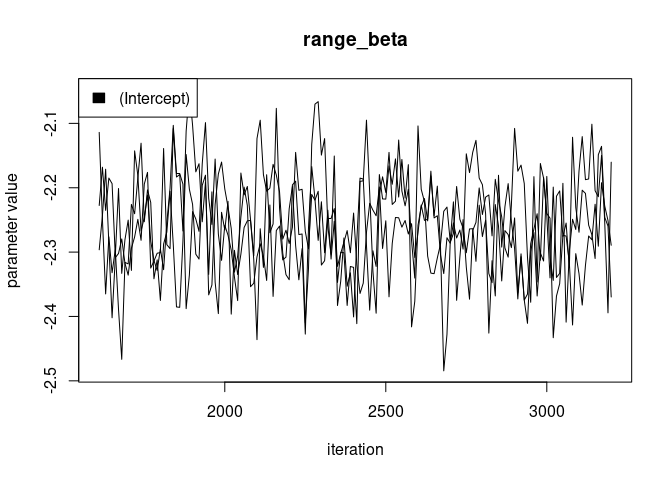 range_beta
(Intercept)
parameter value
-2.1
-2.2
-2.3
-2.4
-2.5
2000
2500
3000
iteration